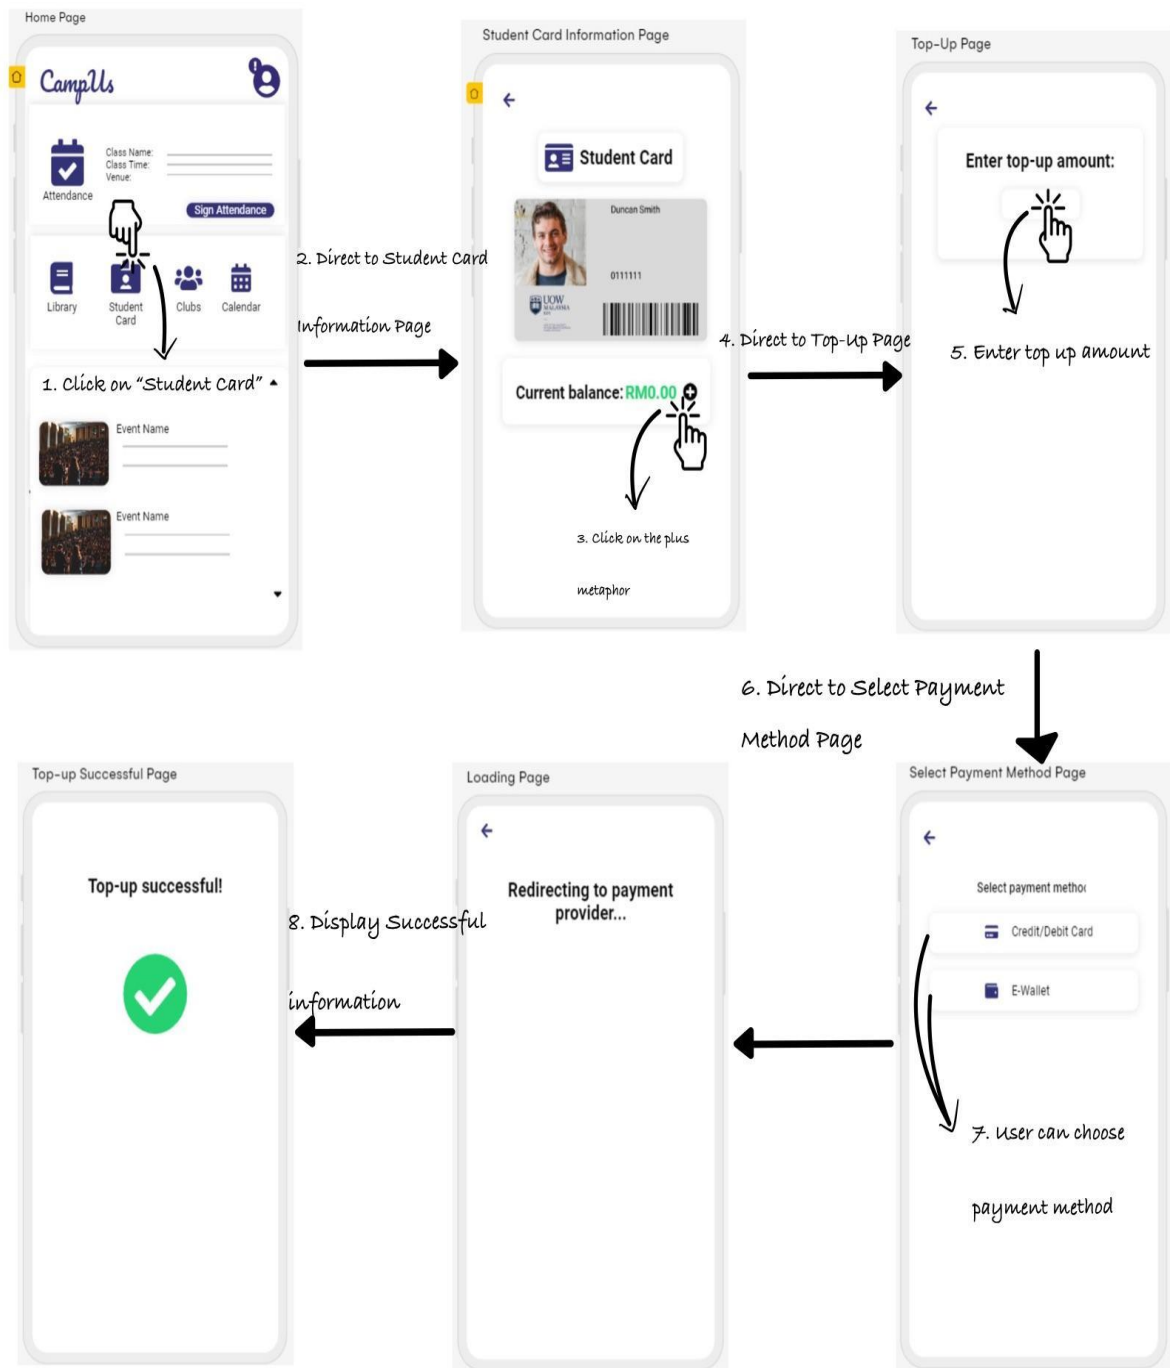 Home Page
CampUs
Class Name:
Class Time:
Venue:
Attendance
Sign Attendance
Library
Student
Card
Clubs
Calendar
1. Click on "Student Card"
Event Name
Event Name
2. Direct to Student Card
Information Page
Student Card Information Page
Student Card
Duncan Smith
0111111
UOW
MALAYSIA
Current balance: RM0.00
3. Click on the plus
metaphor
4. Direct to Top-Up Page
Top-Up Page
Enter top-up amount:
5. Enter top up amount
6. Direct to Select Payment
Method Page
Select Payment Method Page
Select payment method
Credit/Debit Card
E-Wallet
7. User can choose
payment method
Loading Page
Redirecting to payment
provider...
8. Display Successful
information
Top-up Successful Page
Top-up successful!